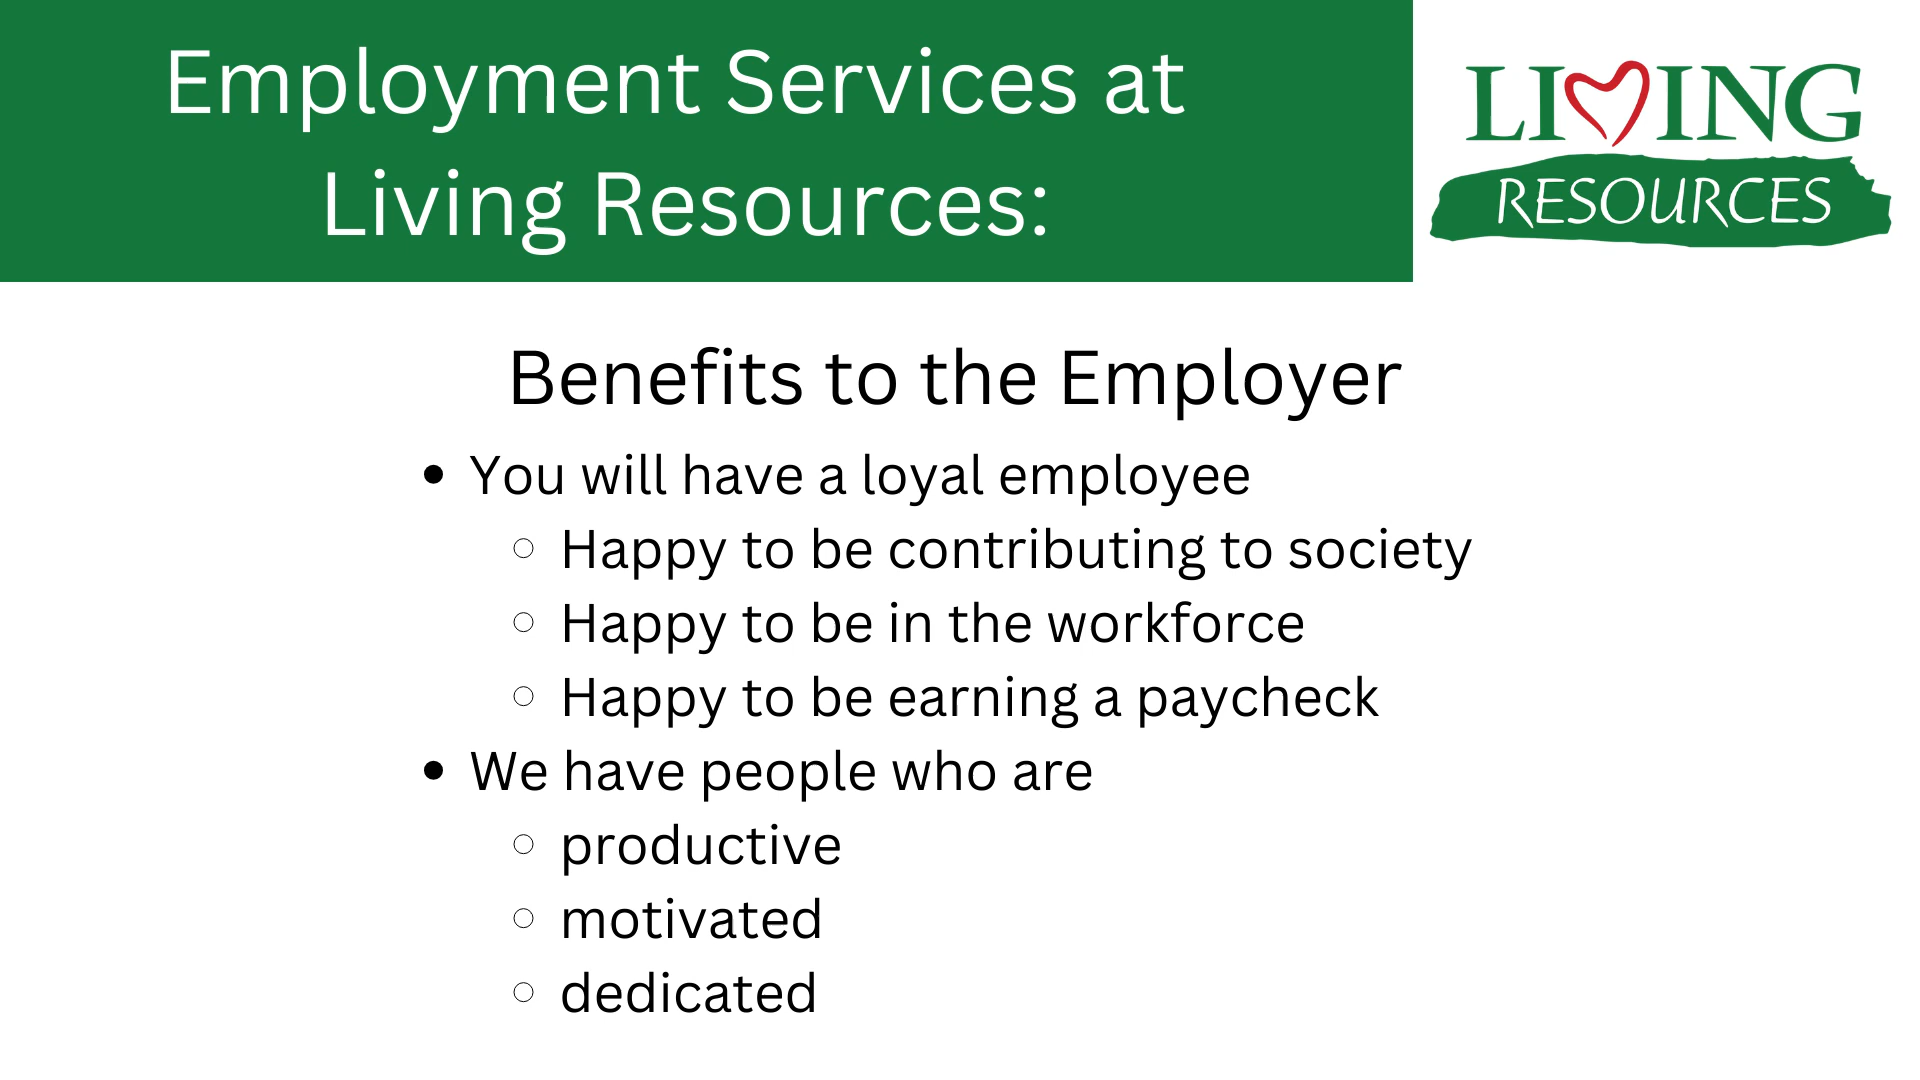 Employment Services at
Living Resources:
LIVING
RESOURCES
Benefits to the Employer
• You will have a loyal employee
○ Happy to be contributing to society
○ Happy to be in the workforce
○ Happy to be earning a paycheck
• We have people who are
○ productive
○ motivated
○ dedicated